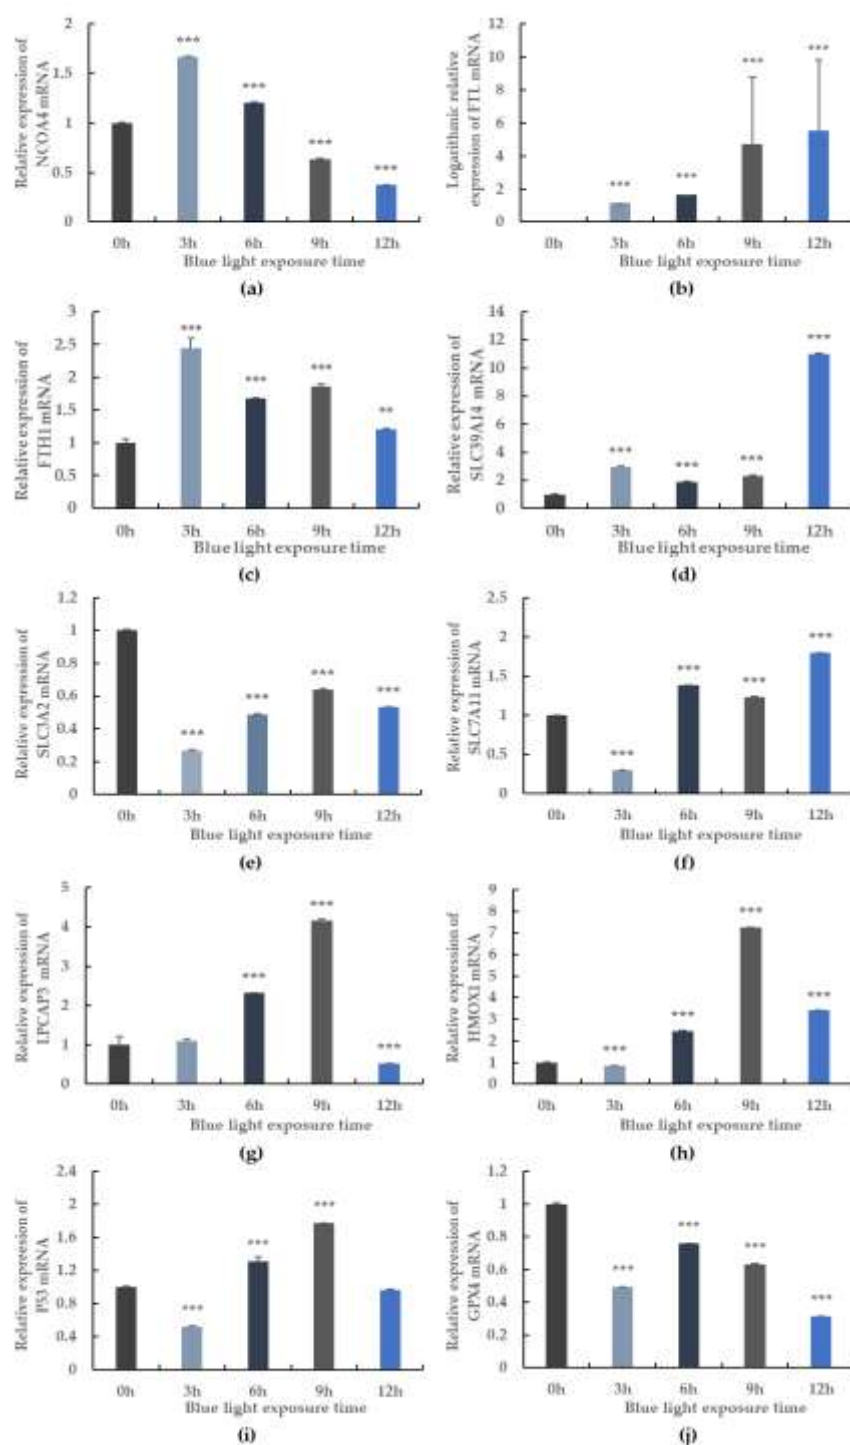 Relative expression of
NCOA4 mRNA
2
1.5
1
0.5
0
***
***
***
***
0h 3h 6h 9h 12h
Blue light exposure time
(a)
Logarithmic relative
expression of FTL mRNA
12
10
8
6
4
2
0
***
***
***
***
0h 3h 6h 9h 12h
Blue light exposure time
(b)
Relative expression of
FTH1 mRNA
3
2.5
2
1.5
1
0.5
0
***
***
***
**
0h 3h 6h 9h 12h
Blue light exposure time
(c)
Relative expression of
SLC39A14 mRNA
14
12
10
8
6
4
2
0
***
***
***
***
0h 3h 6h 9h 12h
Blue light exposure time
(d)
Relative expression of
SLC3A2 mRNA
1.2
1
0.8
0.6
0.4
0.2
0
***
***
***
***
0h 3h 6h 9h 12h
Blue light exposure time
(e)
Relative expression of
SLC7A11 mRNA
2.5
2
1.5
1
0.5
0
***
***
***
***
0h 3h 6h 9h 12h
Blue light exposure time
(f)
Relative expression of
LPCAP3 mRNA
5
4
3
2
1
0
***
***
***
0h 3h 6h 9h 12h
Blue light exposure time
(g)
Relative expression of
HMOX1 mRNA
9
8
7
6
5
4
3
2
1
0
***
***
***
***
0h 3h 6h 9h 12h
Blue light exposure time
(h)
Relative expression of
P53 mRNA
2.4
2
1.6
1.2
0.8
0.4
0
***
***
***
0h 3h 6h 9h 12h
Blue light exposure time
(i)
Relative expression of
GPX4 mRNA
1.2
1
0.8
0.6
0.4
0.2
0
***
***
***
***
0h 3h 6h 9h 12h
Blue light exposure time
(j)